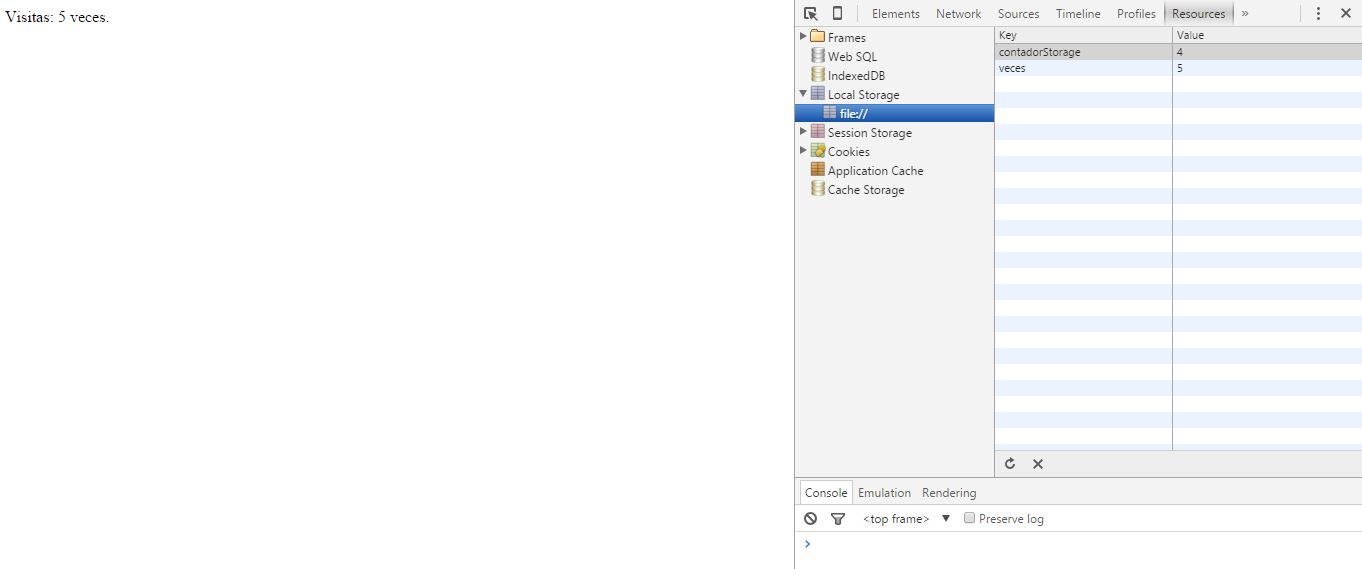 Visitas: 5 veces.
Elements Network Sources Timeline Profiles Resources »
Frames
Web SQL
IndexedDB
Local Storage
file://
Session Storage
Cookies
Application Cache
Cache Storage
Key Value
contadorStorage 4
veces 5
Console Emulation Rendering
<top frame> Preserve log